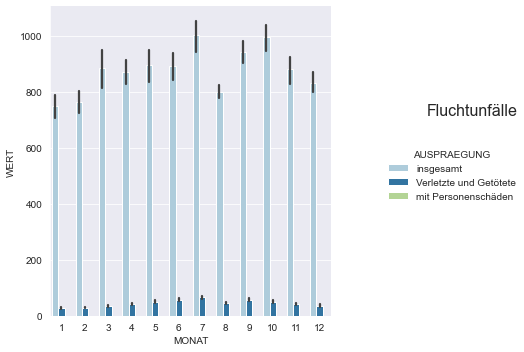 1000
800
600
400
200
0
WERT
1 2 3 4 5 6 7 8 9 10 11 12
MONAT
Fluchtunfälle
AUSPRAEGUNG
insgesamt
Verletzte und Getötete
mit Personenschäden